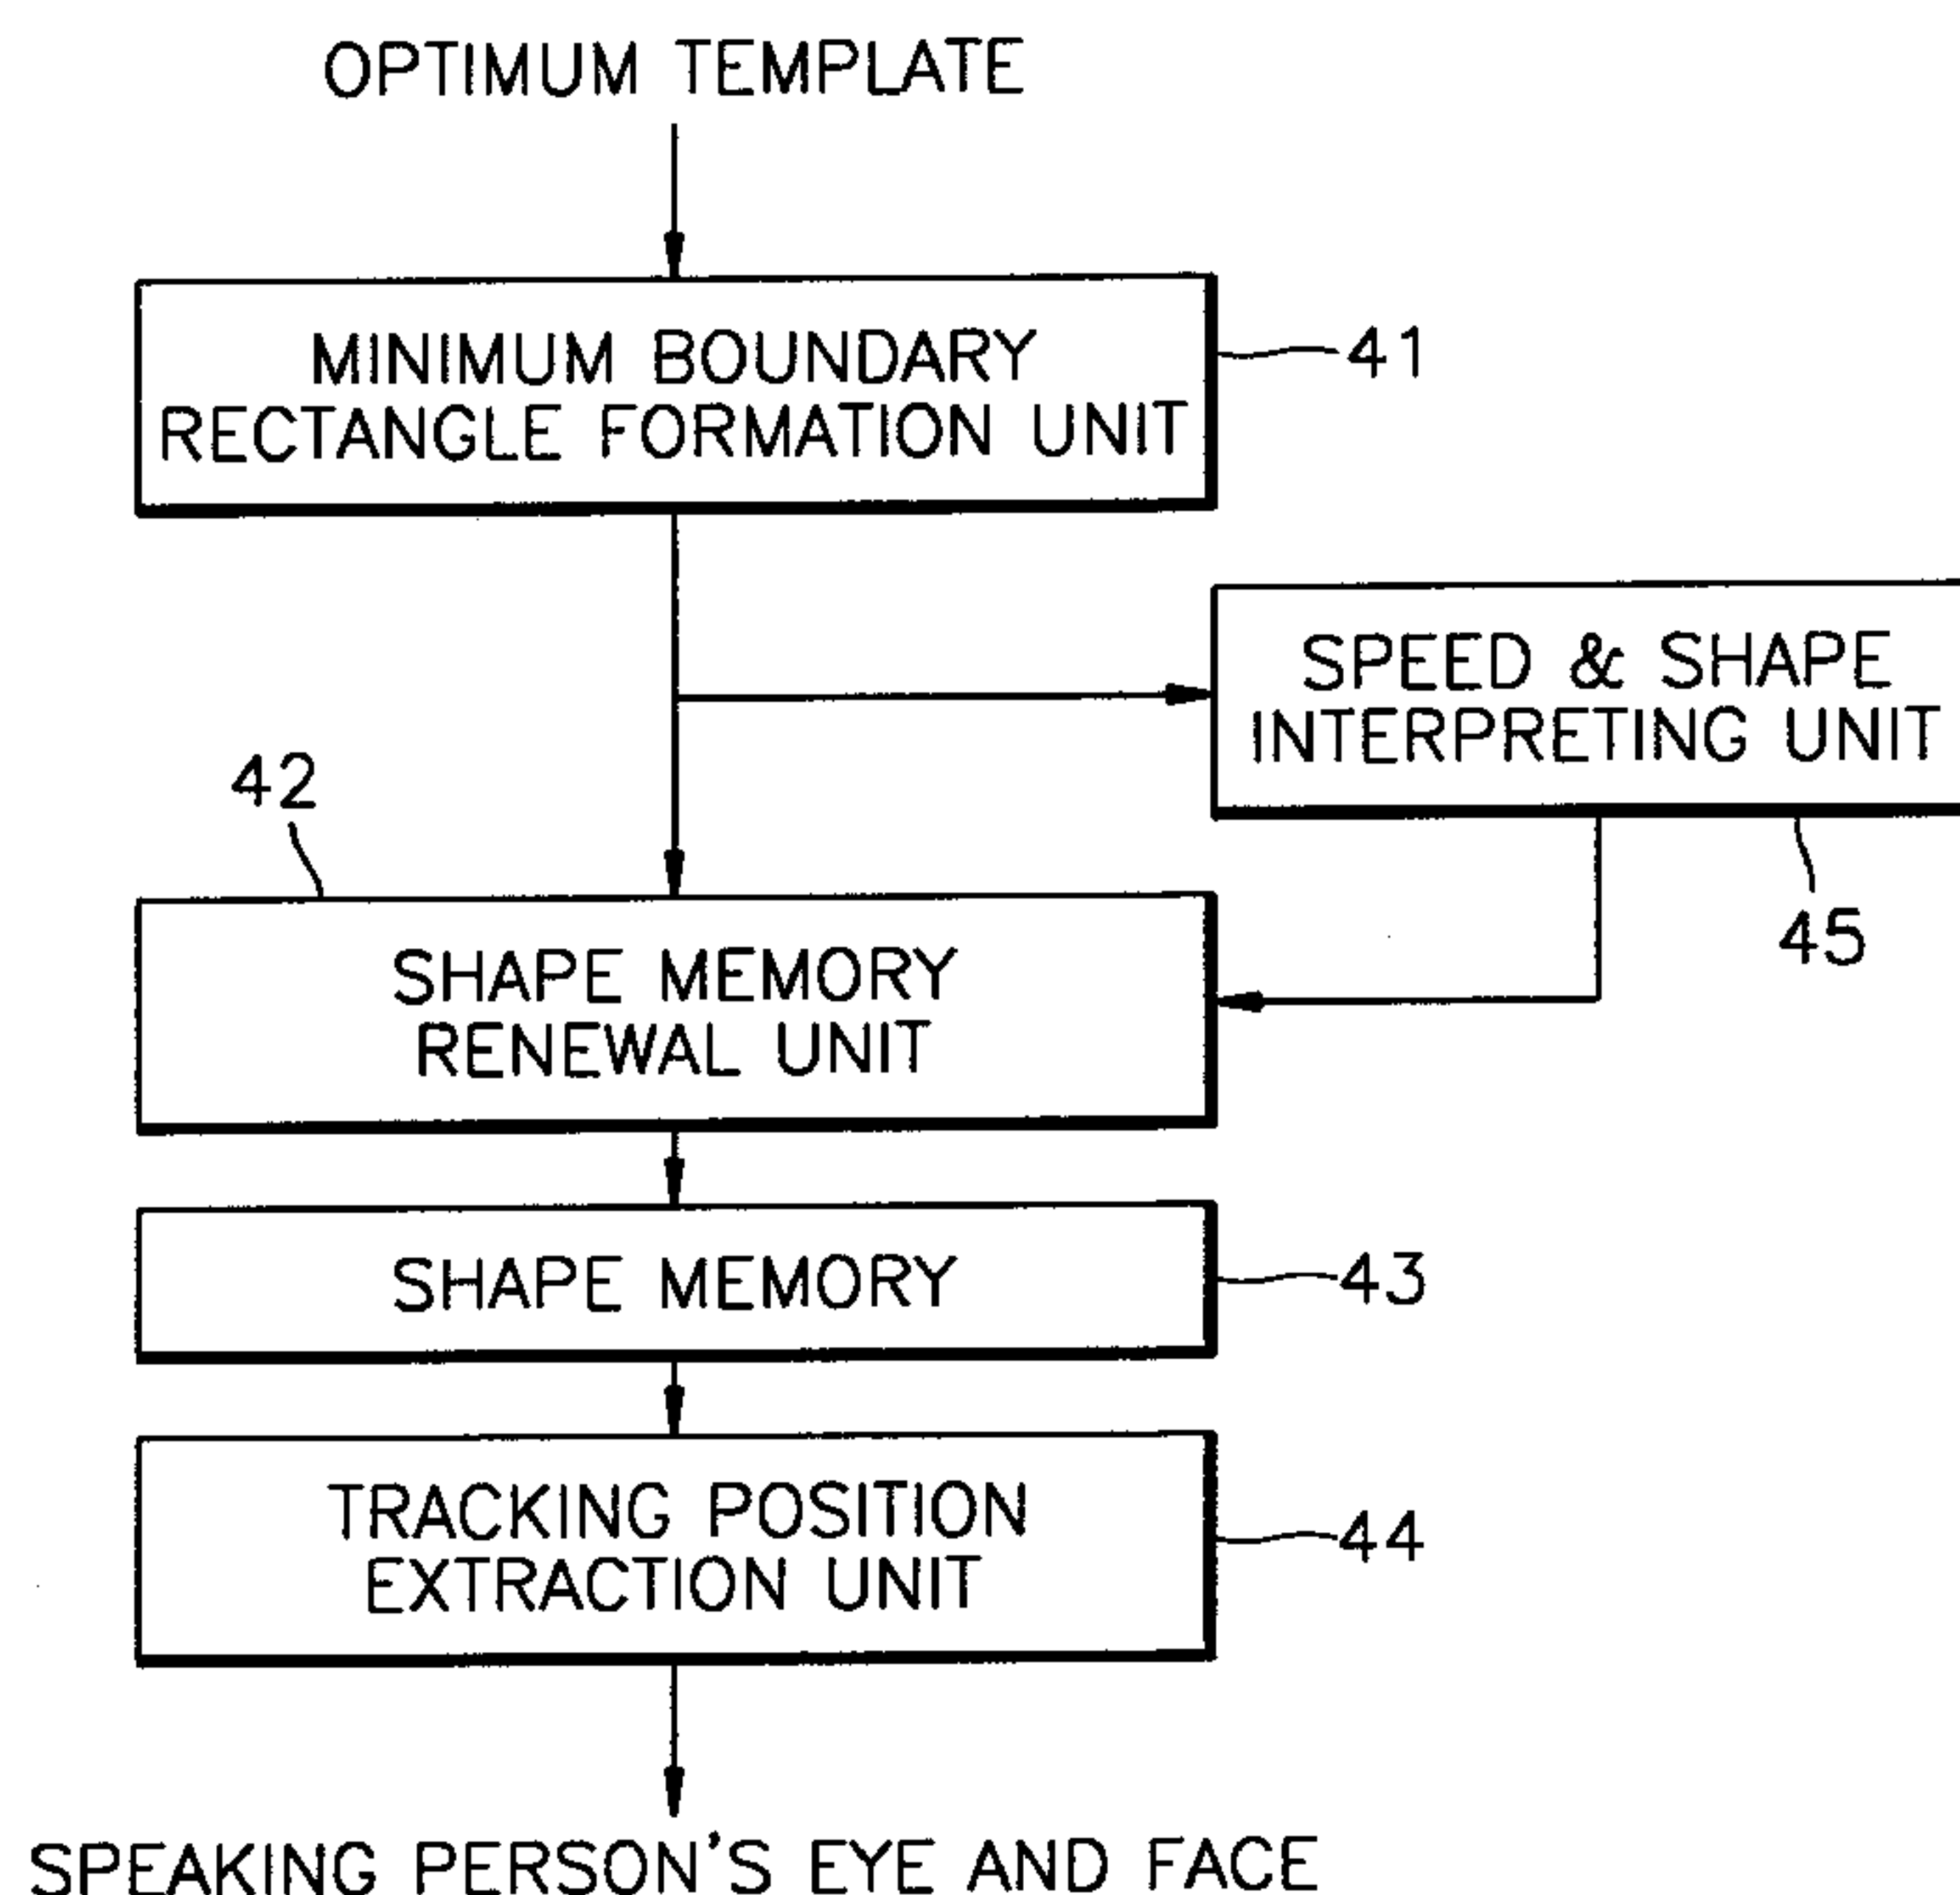 OPTIMUM TEMPLATE
MINIMUM BOUNDARY
RECTANGLE FORMATION UNIT
41
SPEED & SHAPE
INTERPRETING UNIT
45
42
SHAPE MEMORY
RENEWAL UNIT
SHAPE MEMORY
43
TRACKING POSITION
EXTRACTION UNIT
44
SPEAKING PERSON'S EYE AND FACE